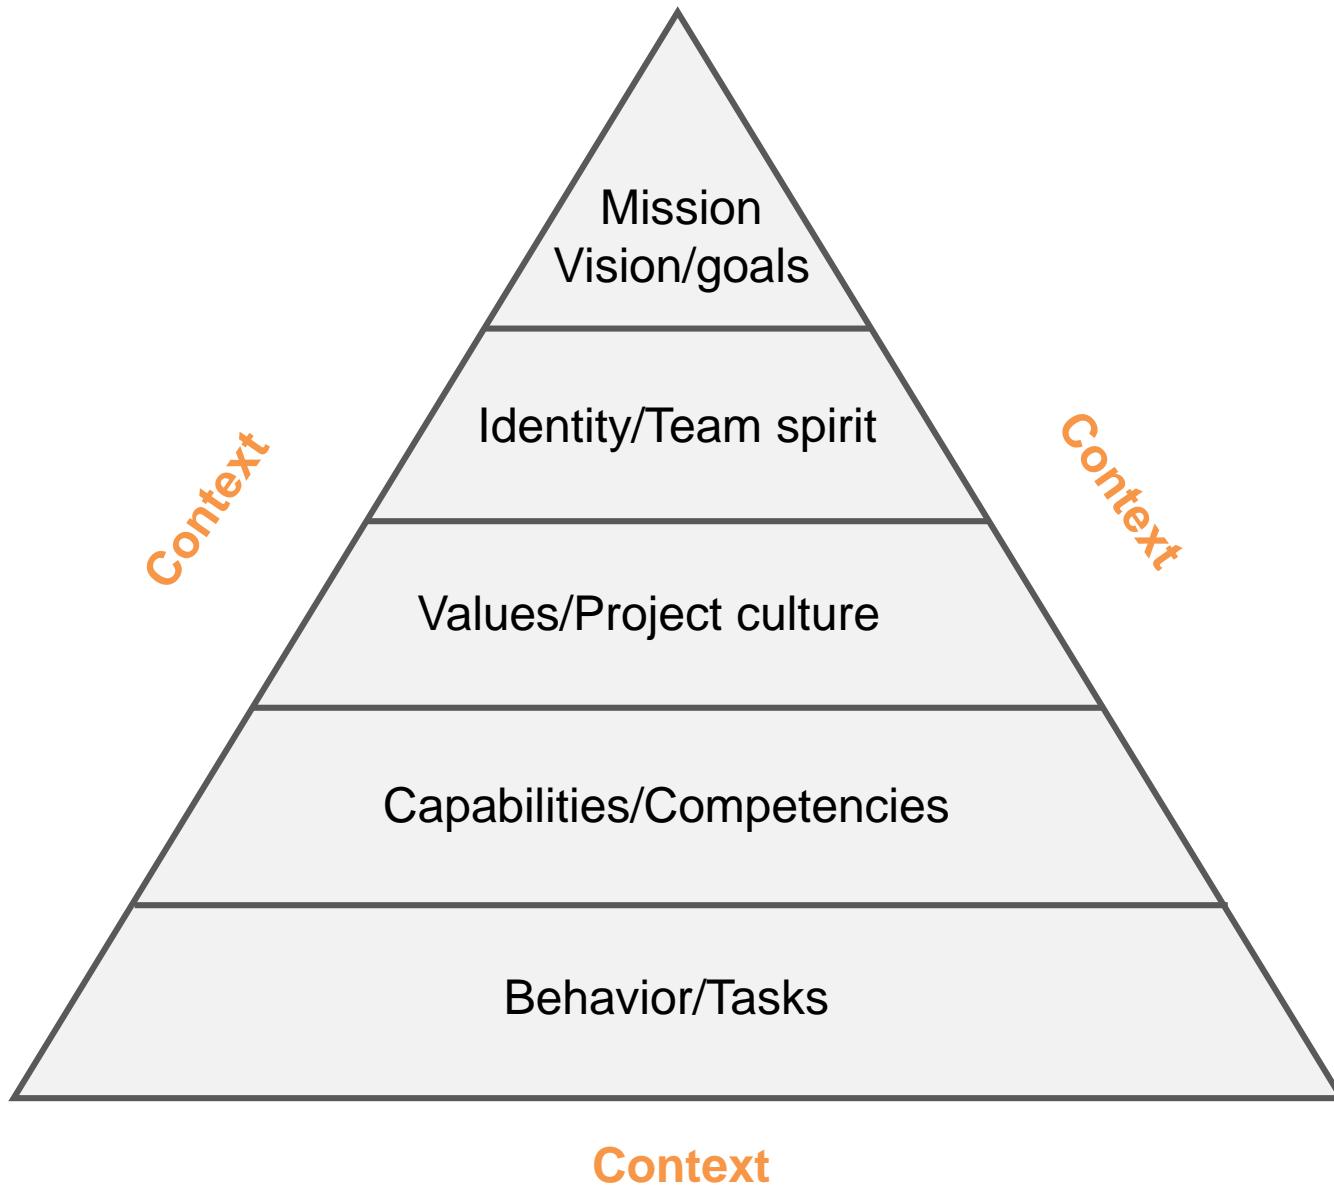 Mission
Vision/goals
Identity/Team spirit
Context
Context
Values/Project culture
Capabilities/Competencies
Behavior/Tasks
Context